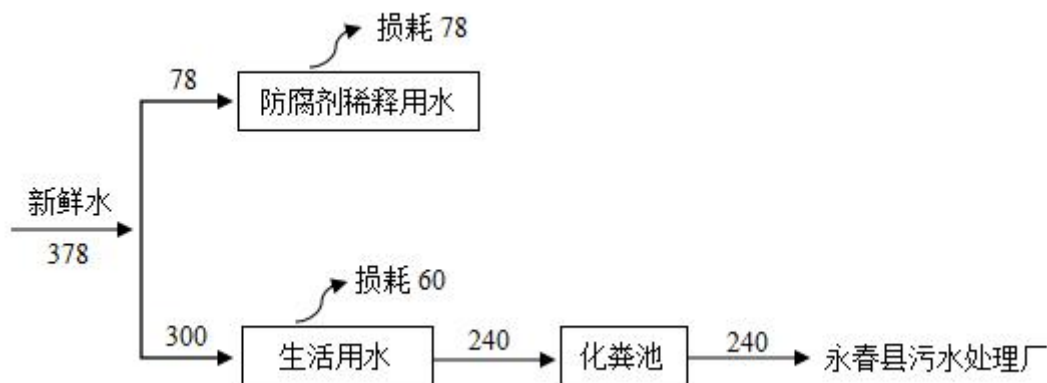 损耗 78
78
防腐剂稀释用水
新鲜水
378
损耗 60
300
生活用水
240
化粪池
240
永春县污水处理厂